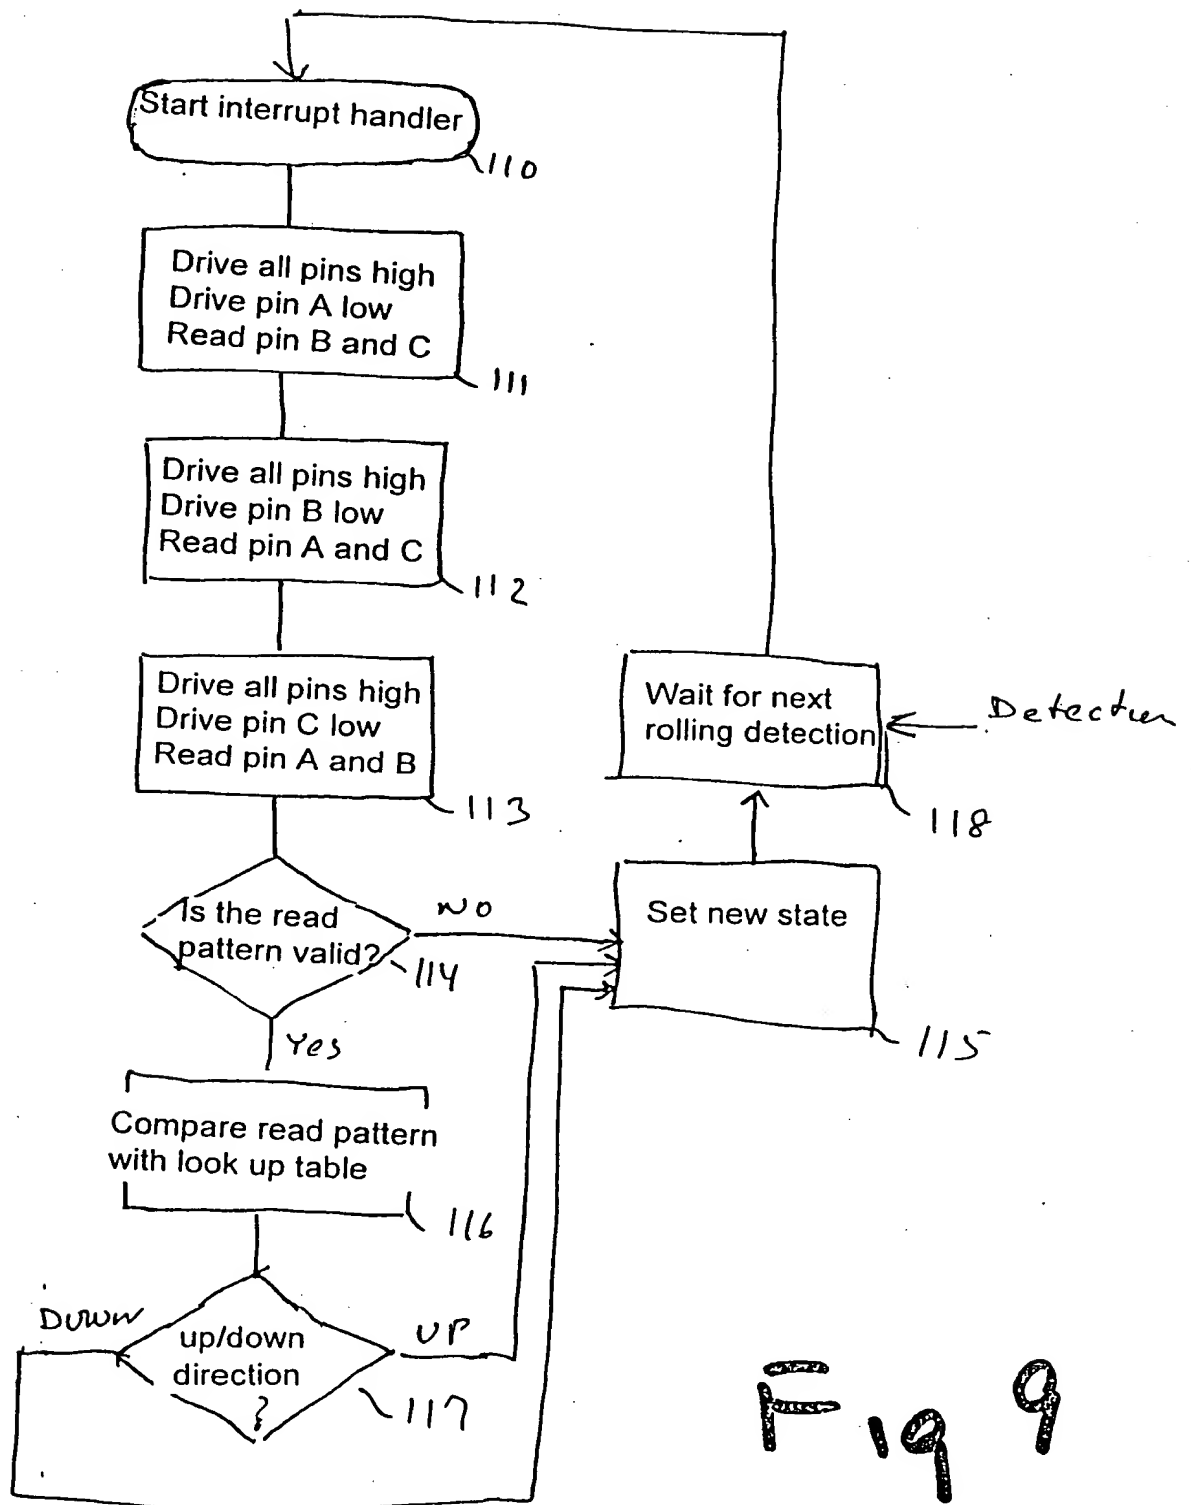 Start interrupt handler
110
Drive all pins high
Drive pin A low
Read pin B and C
111
Drive all pins high
Drive pin B low
Read pin A and C
112
Drive all pins high
Drive pin C low
Read pin A and B
113
Is the read
pattern valid?
114
NO
Yes
Compare read pattern
with look up table
116
up/down
direction
?
117
Down
UP
Set new state
115
Wait for next
rolling detection
118
Detection
Fig 9